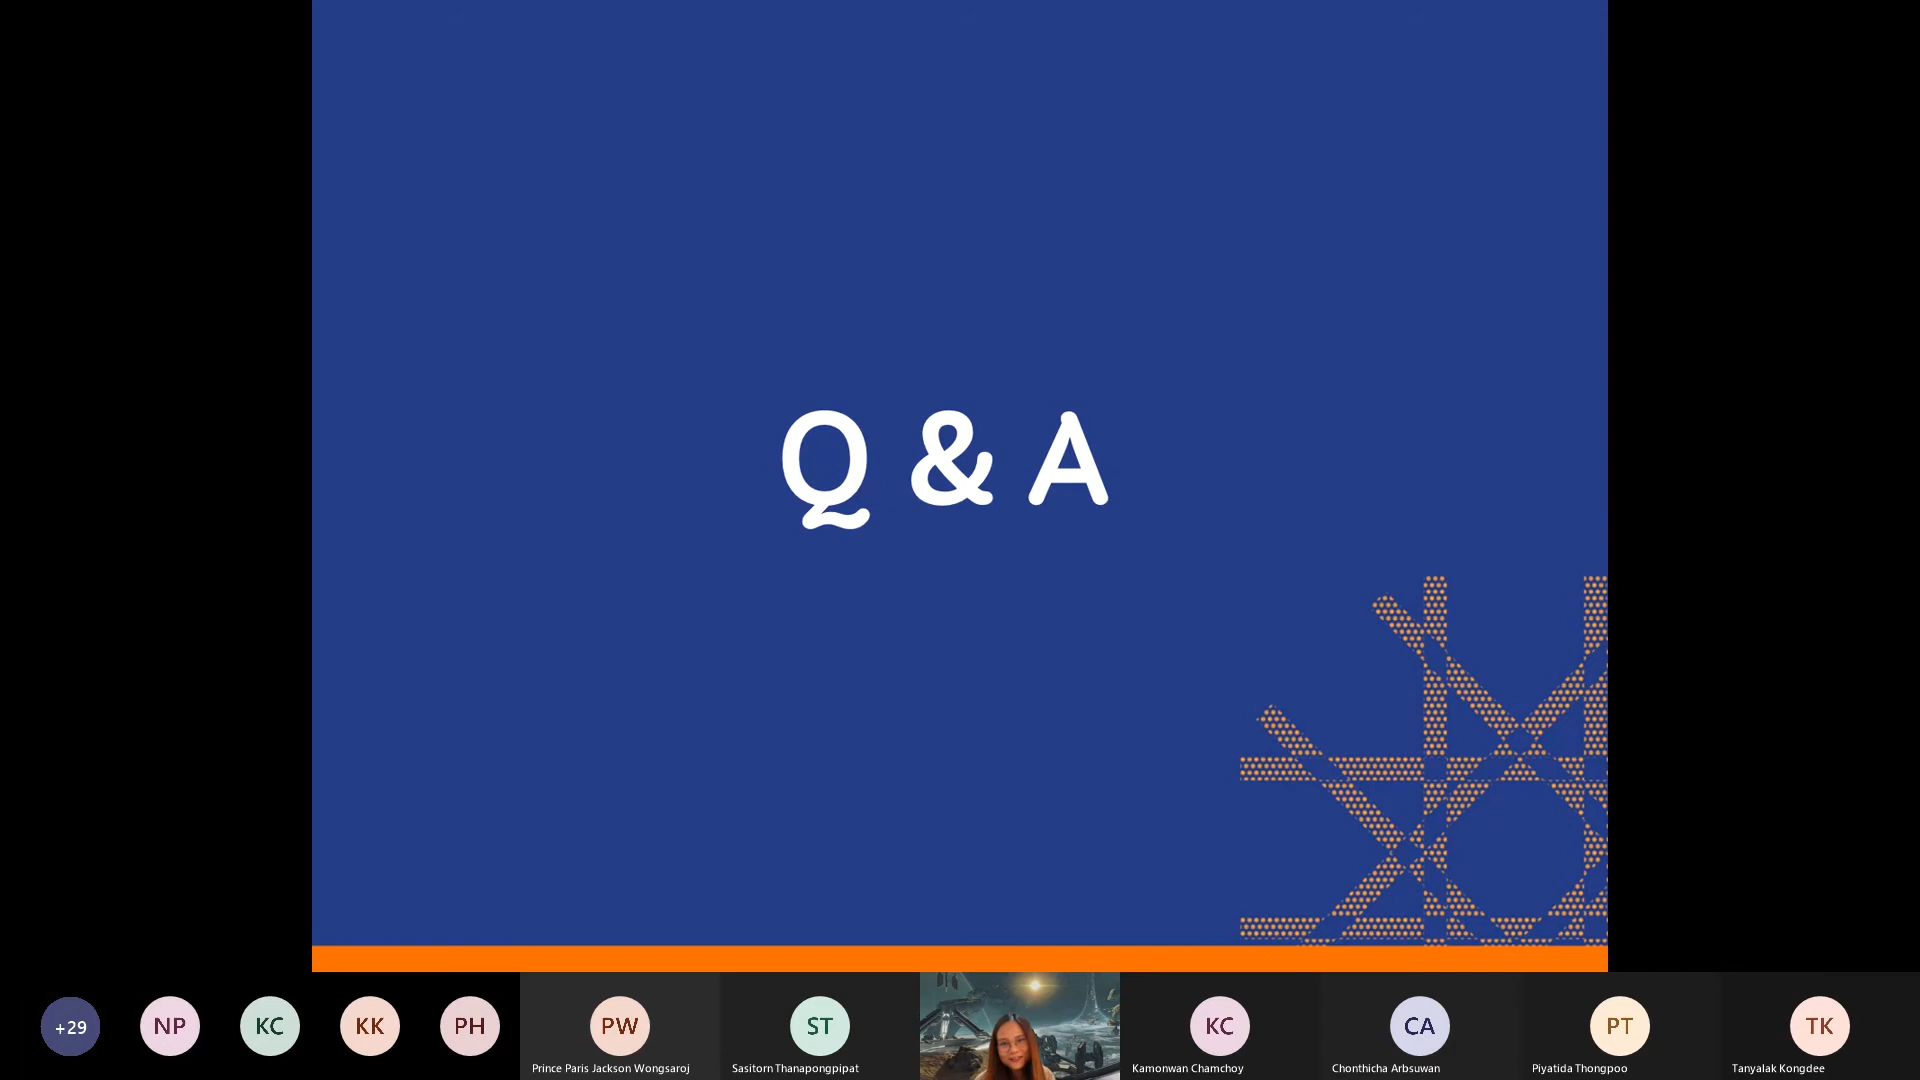 Q & A
+29
NP
KC
KK
PH
PW
Prince Paris Jackson Wongsaroj
ST
Sasitorn Thanapongpipat
KC
Kamonwan Chamchoy
CA
Chonthicha Arbsuwan
PT
Piyatida Thongpoo
TK
Tanyalak Kongdee